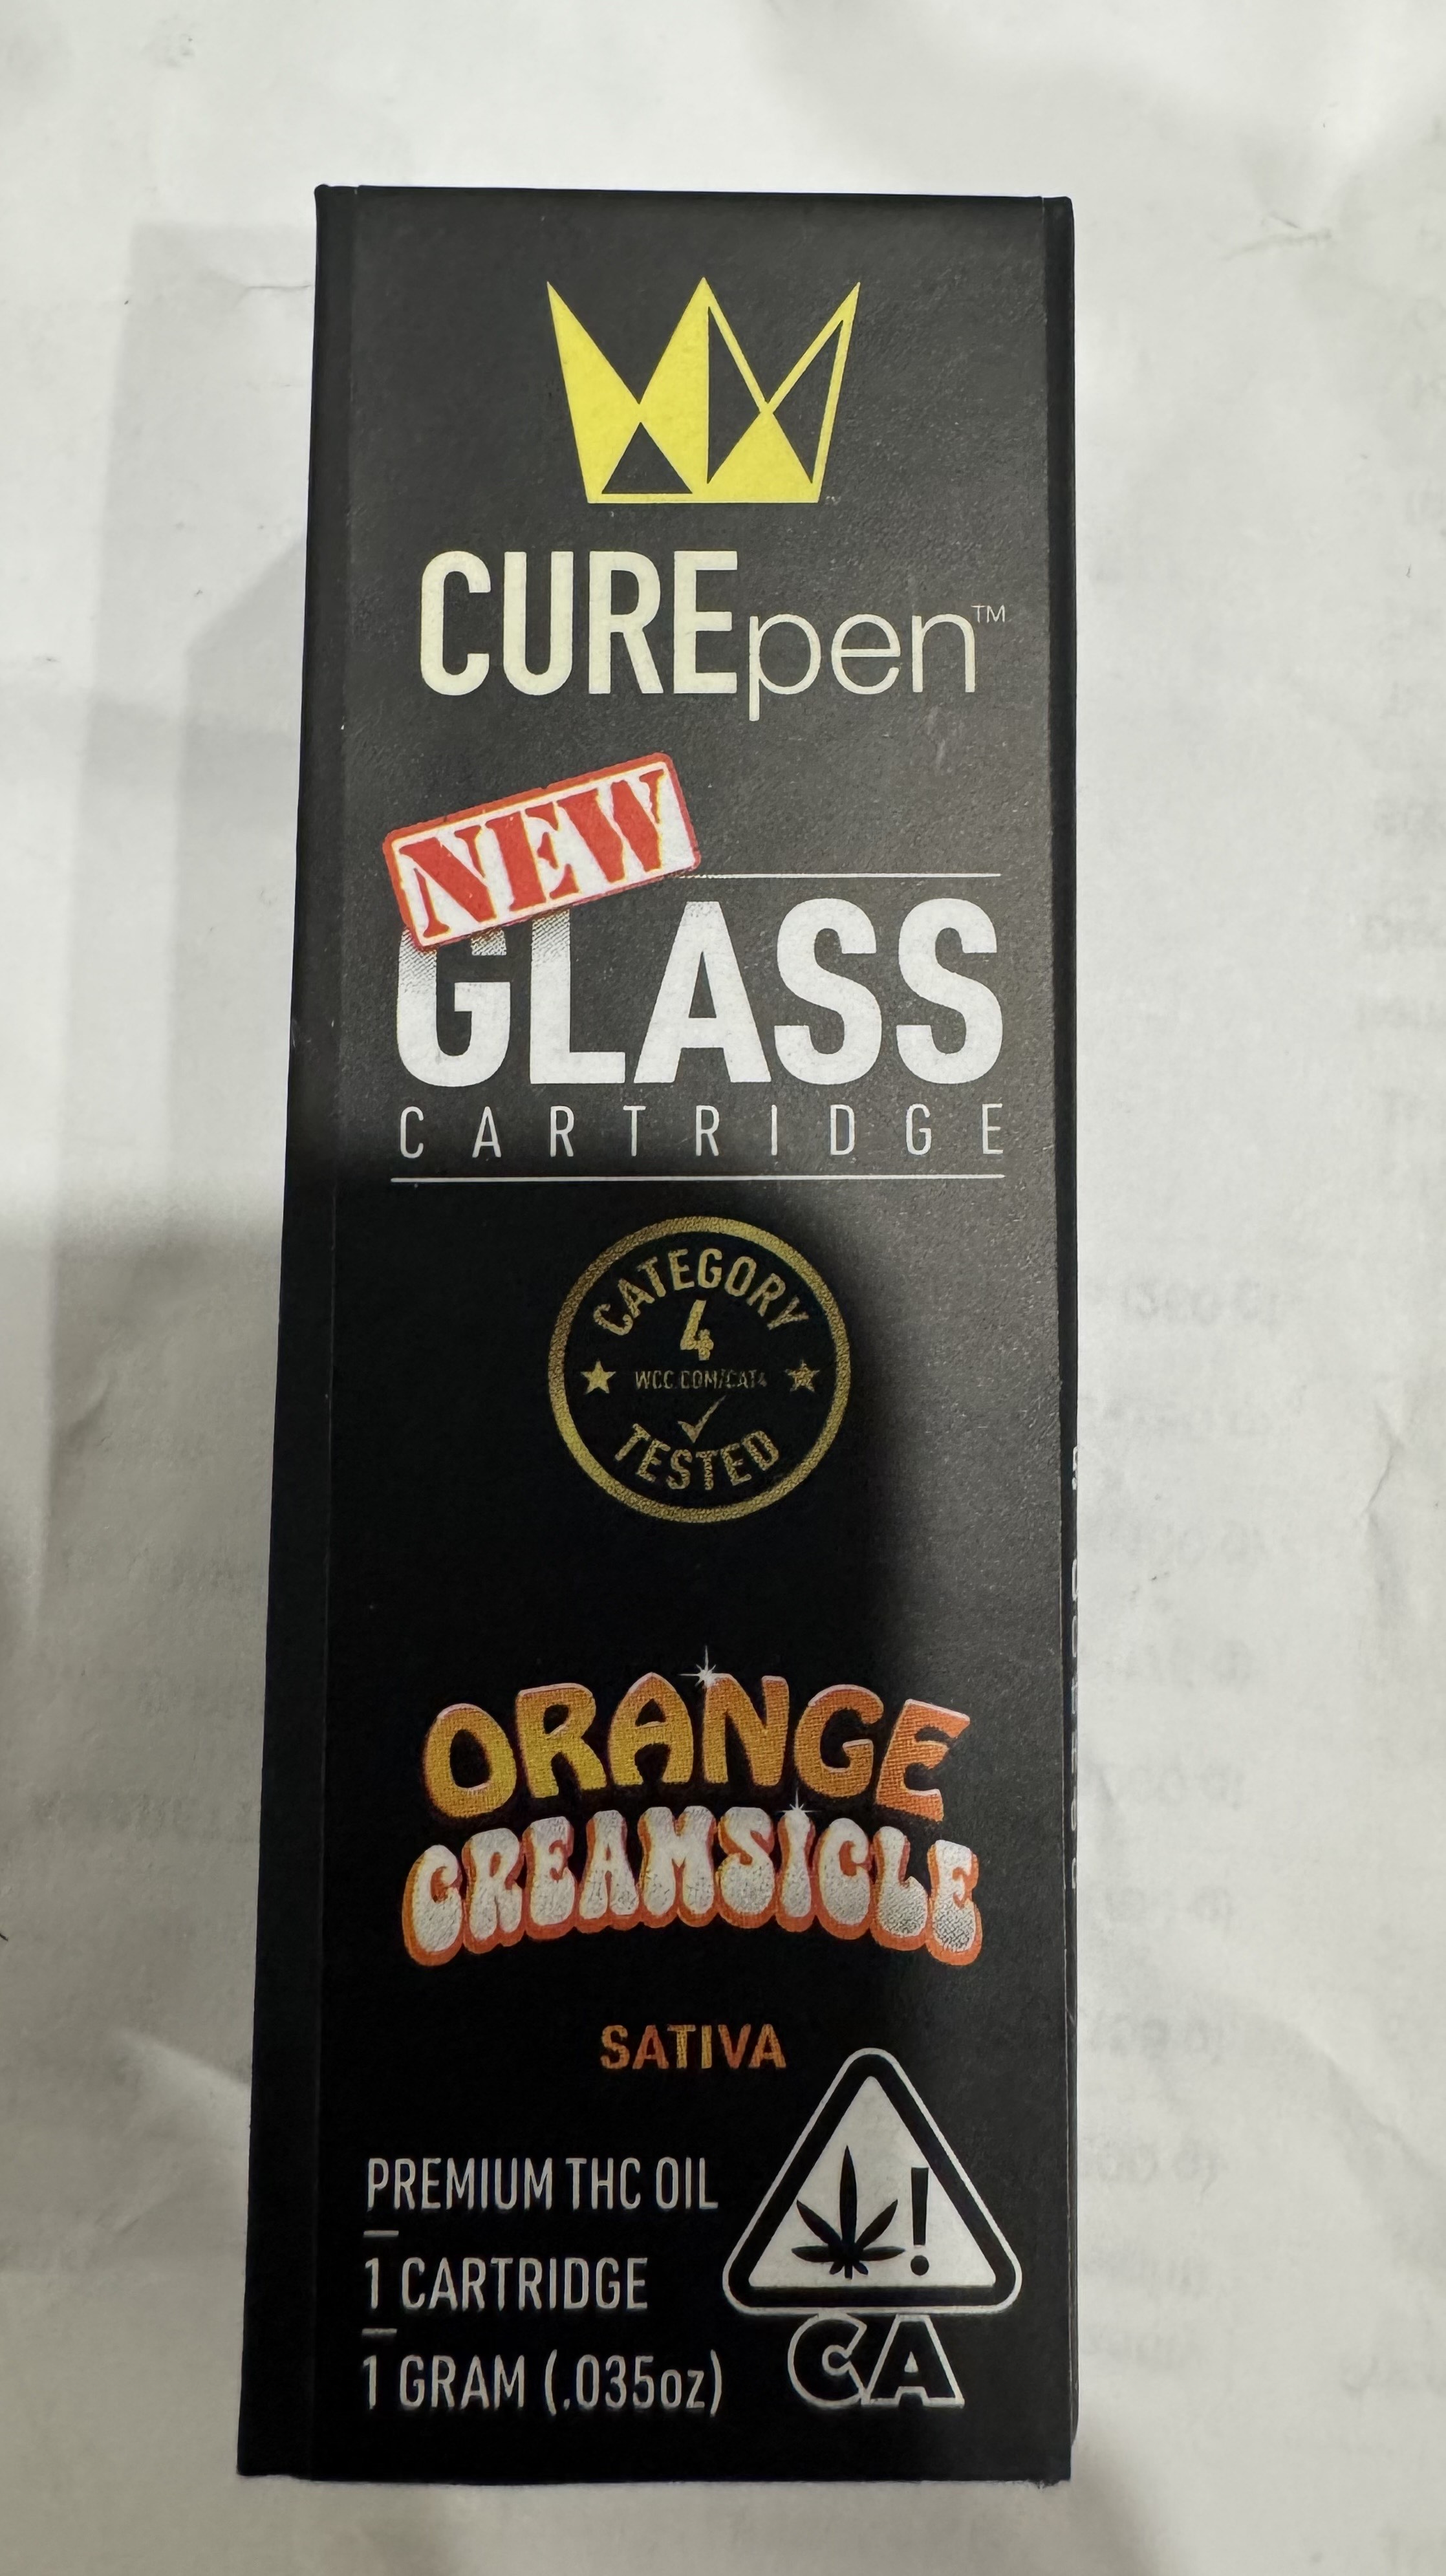 CUREpen™
NEW
GLASS
CARTRIDGE
CATEGORY
4
WCC.COM/CAT4
TESTED
ORANGE
CREAMSICLE
SATIVA
PREMIUM THC OIL
1 CARTRIDGE
1 GRAM (.035oz)
!
CA